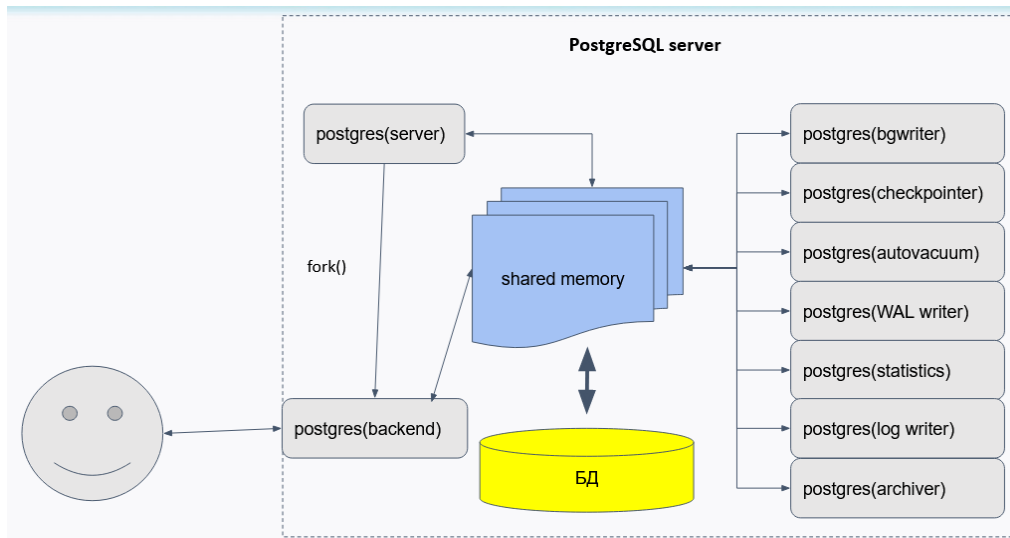 PostgreSQL server
postgres(server)
postgres(bgwriter)
postgres(checkpointer)
postgres(autovacuum)
fork()
shared memory
postgres(WAL writer)
postgres(statistics)
postgres(backend)
postgres(log writer)
БД
postgres(archiver)